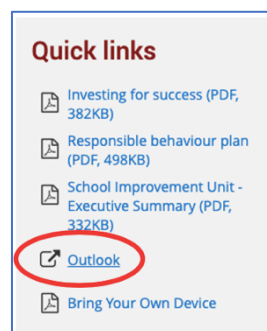 Quick links
Investing for success (PDF,
382KB)
Responsible behaviour plan
(PDF, 498KB)
School Improvement Unit -
Executive Summary (PDF,
332KB)
Outlook
Bring Your Own Device